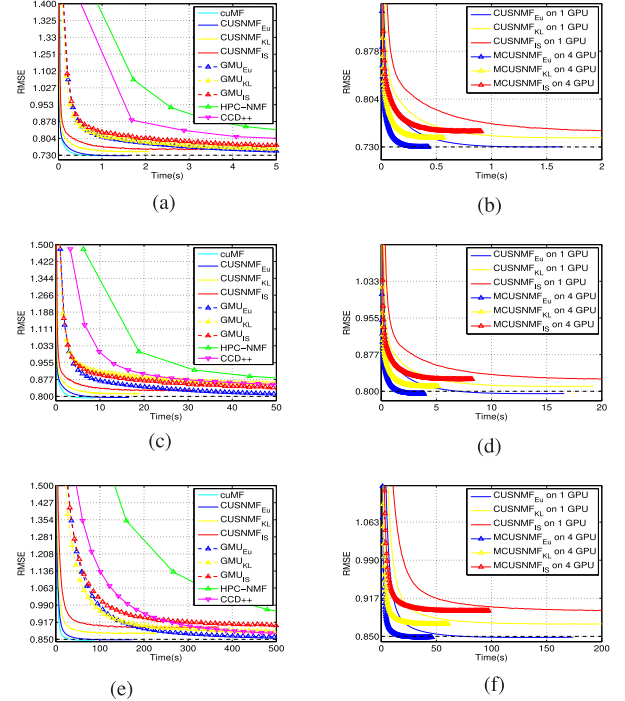 1.400
1.251
1.102
0.953
0.878
0.804
0.730
RMSE
0 1 2 3 4 5
Time(s)
cuMF
CUSNMF_Eu
CUSNMF_KL
CUSNMF_IS
GMU_Eu
GMU_KL
GMU_IS
HPC-NMF
CCD++
(a)
0.878
0.804
0.730
RMSE
0 0.5 1 1.5 2
Time(s)
CUSNMF_Eu on 1 GPU
CUSNMF_KL on 1 GPU
CUSNMF_IS on 1 GPU
MCUSNMF_Eu on 4 GPU
MCUSNMF_KL on 4 GPU
MCUSNMF_IS on 4 GPU
(b)
1.500
1.422
1.344
1.266
1.188
1.111
1.033
0.955
0.877
0.800
RMSE
0 10 20 30 40 50
Time(s)
cuMF
CUSNMF_Eu
CUSNMF_KL
CUSNMF_IS
GMU_Eu
GMU_KL
GMU_IS
HPC-NMF
CCD++
(c)
1.033
0.955
0.877
0.800
RMSE
0 5 10 15 20
Time(s)
CUSNMF_Eu on 1 GPU
CUSNMF_KL on 1 GPU
CUSNMF_IS on 1 GPU
MCUSNMF_Eu on 4 GPU
MCUSNMF_KL on 4 GPU
MCUSNMF_IS on 4 GPU
(d)
1.500
1.427
1.354
1.281
1.208
1.136
1.063
0.990
0.917
0.850
RMSE
0 100 200 300 400 500
Time(s)
cuMF
CUSNMF_Eu
CUSNMF_KL
CUSNMF_IS
GMU_Eu
GMU_KL
GMU_IS
HPC-NMF
CCD++
(e)
1.063
0.990
0.917
0.850
RMSE
0 50 100 150 200
Time(s)
CUSNMF_Eu on 1 GPU
CUSNMF_KL on 1 GPU
CUSNMF_IS on 1 GPU
MCUSNMF_Eu on 4 GPU
MCUSNMF_KL on 4 GPU
MCUSNMF_IS on 4 GPU
(f)